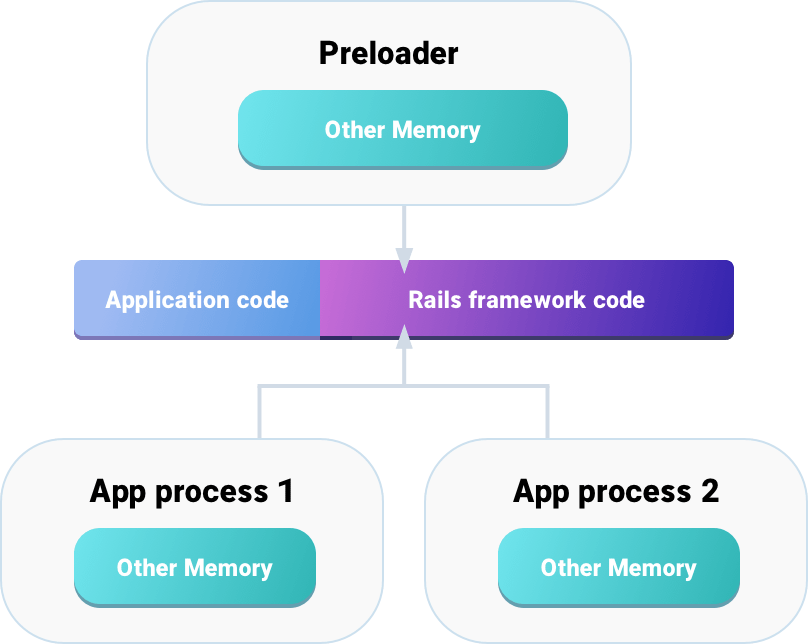 Preloader
Other Memory
Application code
Rails framework code
App process 1
App process 2
Other Memory
Other Memory